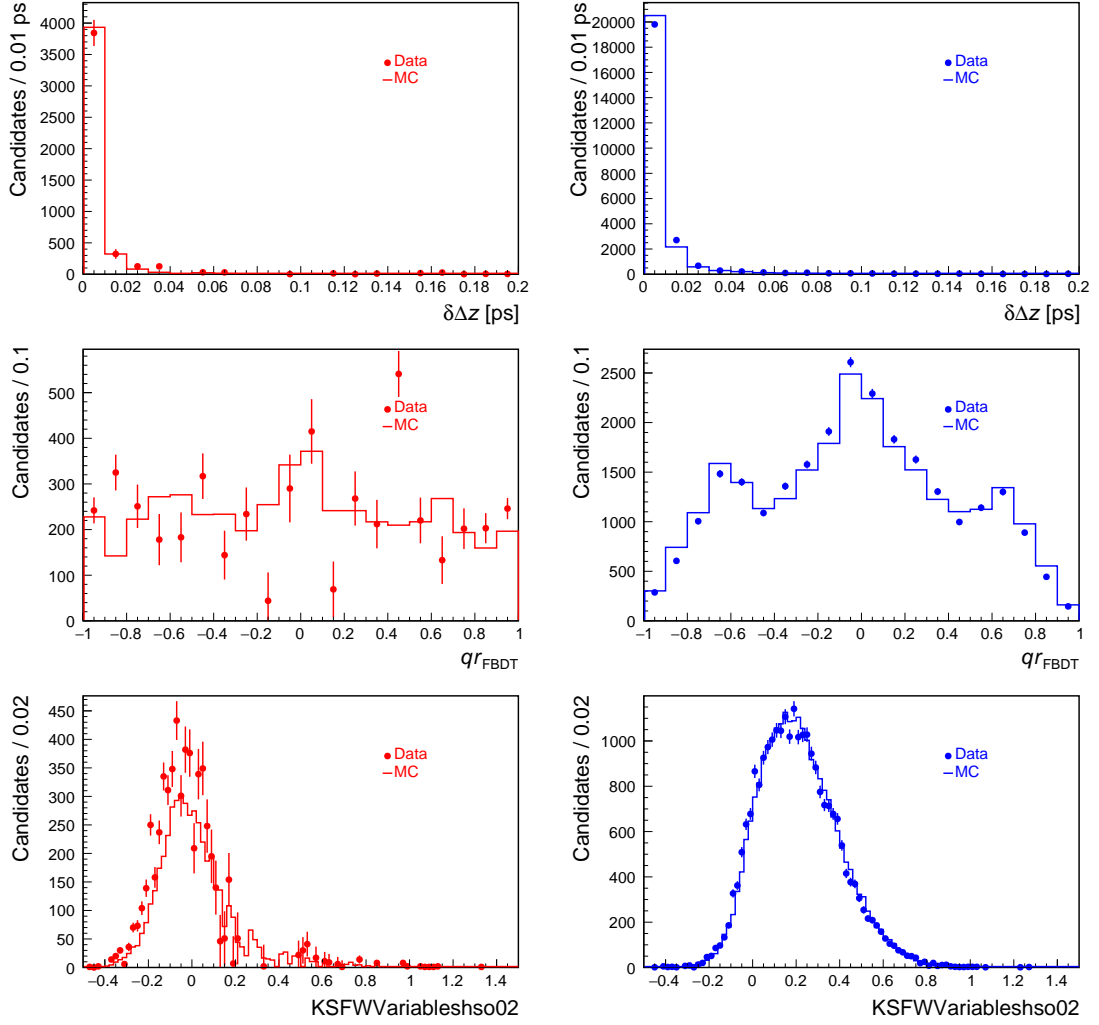 Candidates / 0.01 ps
4000
3500
3000
2500
2000
1500
1000
500
0
Data
MC
0 0.02 0.04 0.06 0.08 0.1 0.12 0.14 0.16 0.18 0.2
δΔz [ps]
Candidates / 0.01 ps
20000
18000
16000
14000
12000
10000
8000
6000
4000
2000
0
Data
MC
0 0.02 0.04 0.06 0.08 0.1 0.12 0.14 0.16 0.18 0.2
δΔz [ps]
Candidates / 0.1
500
400
300
200
100
0
Data
MC
−1 −0.8 −0.6 −0.4 −0.2 0 0.2 0.4 0.6 0.8 1
qr_FBDT
Candidates / 0.1
2500
2000
1500
1000
500
0
Data
MC
−1 −0.8 −0.6 −0.4 −0.2 0 0.2 0.4 0.6 0.8 1
qr_FBDT
Candidates / 0.02
450
400
350
300
250
200
150
100
50
0
Data
MC
−0.4 −0.2 0 0.2 0.4 0.6 0.8 1 1.2 1.4
KSFWVariableshso02
Candidates / 0.02
1000
800
600
400
200
0
Data
MC
−0.4 −0.2 0 0.2 0.4 0.6 0.8 1 1.2 1.4
KSFWVariableshso02